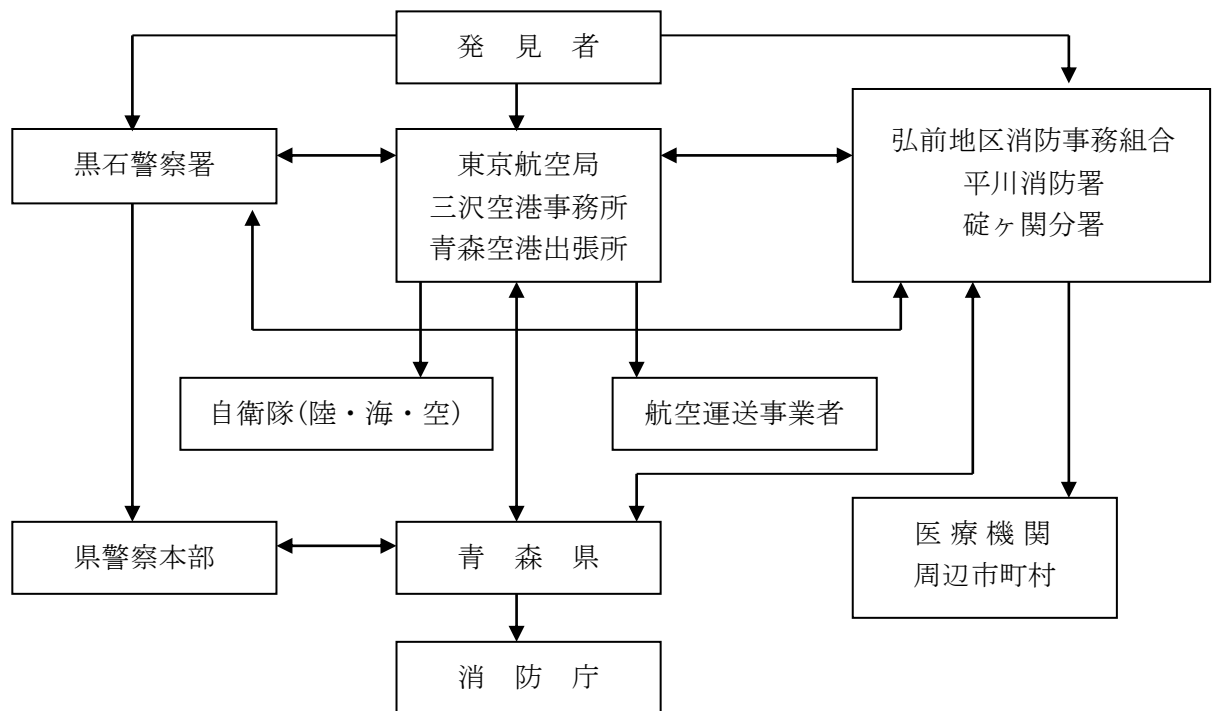 発見者
黒石警察署
東京航空局
三沢空港事務所
青森空港出張所
弘前地区消防事務組合
平川消防署
碇ヶ関分署
自衛隊(陸・海・空)
航空運送事業者
県警察本部
青森県
医療機関
周辺市町村
消防庁